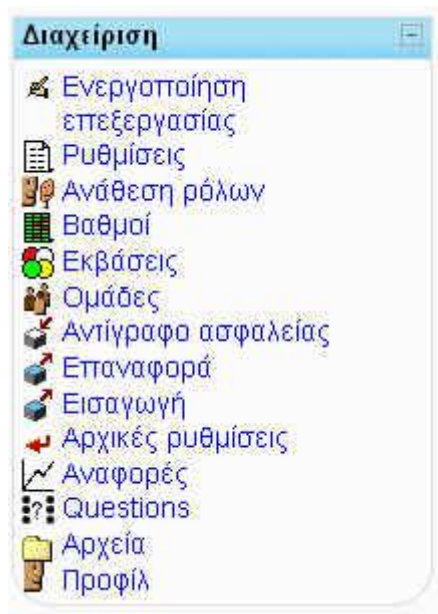 Διαχείριση
Ενεργοποίηση
επεξεργασίας
Ρυθμίσεις
Ανάθεση ρόλων
Βαθμοί
Εκβάσεις
Ομάδες
Αντίγραφο ασφαλείας
Επαναφορά
Εισαγωγή
Αρχικές ρυθμίσεις
Αναφορές
Questions
Αρχεία
Προφίλ